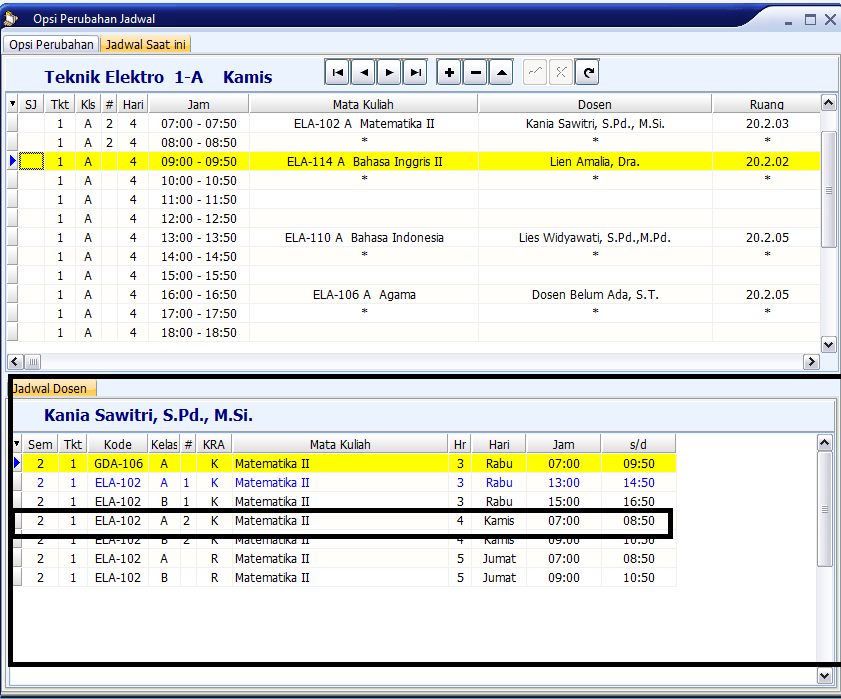 Opsi Perubahan Jadwal
Opsi Perubahan Jadwal Saat ini
Teknik Elektro 1-A Kamis
SJ Tkt Kls # Hari Jam Mata Kuliah Dosen Ruang
1 A 2 4 07:00 - 07:50 ELA-102 A Matematika II Kania Sawitri, S.Pd., M.Si. 20.2.03
1 A 2 4 08:00 - 08:50 * * *
1 A 4 09:00 - 09:50 ELA-114 A Bahasa Inggris II Lien Amalia, Dra. 20.2.02
1 A 4 10:00 - 10:50 * * *
1 A 4 11:00 - 11:50
1 A 4 12:00 - 12:50
1 A 4 13:00 - 13:50 ELA-110 A Bahasa Indonesia Lies Widyawati, S.Pd.,M.Pd. 20.2.05
1 A 4 14:00 - 14:50 * * *
1 A 4 15:00 - 15:50
1 A 4 16:00 - 16:50 ELA-106 A Agama Dosen Belum Ada, S.T. 20.2.05
1 A 4 17:00 - 17:50 * * *
1 A 4 18:00 - 18:50
Jadwal Dosen
Kania Sawitri, S.Pd., M.Si.
Sem Tkt Kode Kelas # KRA Mata Kuliah Hr Hari Jam s/d
2 1 GDA-106 A K Matematika II 3 Rabu 07:00 09:50
2 1 ELA-102 A 1 K Matematika II 3 Rabu 13:00 14:50
2 1 ELA-102 B 1 K Matematika II 3 Rabu 15:00 16:50
2 1 ELA-102 A 2 K Matematika II 4 Kamis 07:00 08:50
2 1 ELA-102 B 2 K Matematika II 4 Kamis 09:00 10:50
2 1 ELA-102 A R Matematika II 5 Jumat 07:00 08:50
2 1 ELA-102 B R Matematika II 5 Jumat 09:00 10:50